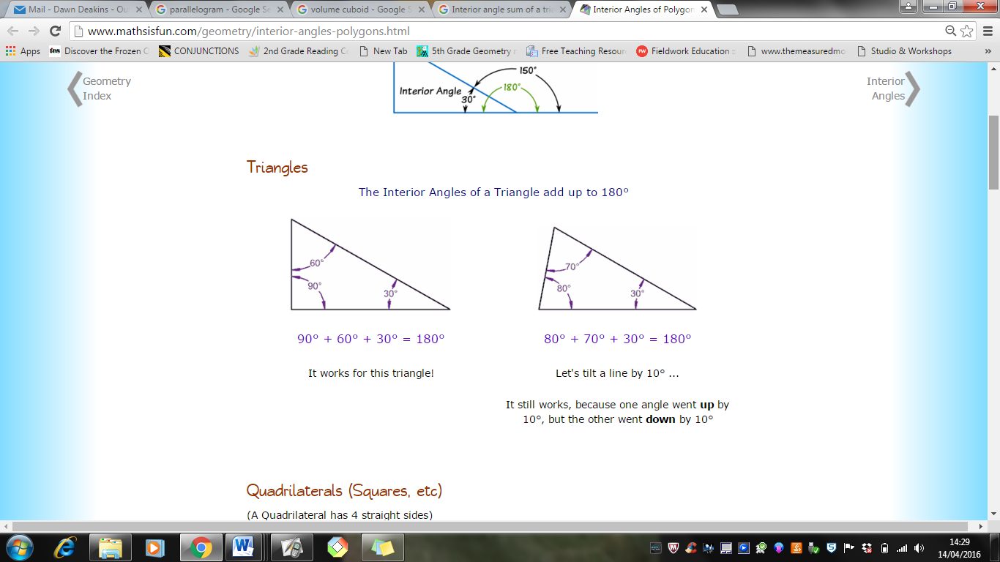 Mail - Dawn Deakins - Ou
parallelogram - Google Se
volume cuboid - Google S
Interior angle sum of a tri
Interior Angles of Polygon
www.mathsisfun.com/geometry/interior-angles-polygons.html
Apps
tes Discover the Frozen C
CONJUNCTIONS
2nd Grade Reading C
New Tab
5th Grade Geometry
Free Teaching Resour
FW Fieldwork Education ::
www.themeasuredmo
Studio & Workshops
»
Geometry
Index
Interior
Angles
150°
180°
Interior Angle
30°
Triangles
The Interior Angles of a Triangle add up to 180°
60°
90°
30°
70°
80°
30°
90° + 60° + 30° = 180°
80° + 70° + 30° = 180°
It works for this triangle!
Let's tilt a line by 10° ...
It still works, because one angle went up by
10°, but the other went down by 10°
Quadrilaterals (Squares, etc)
(A Quadrilateral has 4 straight sides)
14:29
14/04/2016